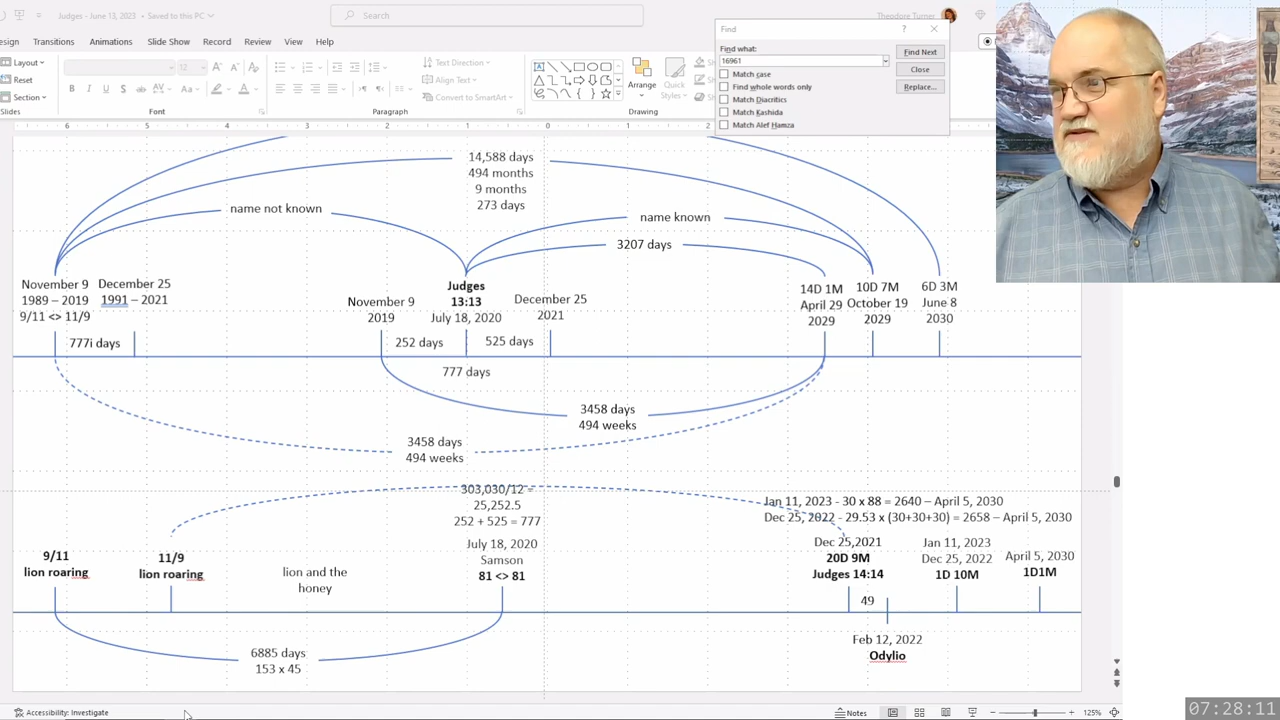 Judges - June 13, 2023 • Saved to this PC
Search
Theodore Turner
esign
Transitions
Animations
Slide Show
Record
Review
View
Help
Layout
Reset
Section
Slides
Font
Paragraph
Text Direction
Align Text
Convert to SmartArt
Arrange
Quick
Styles
Drawing
Find
?
Find what:
16961
Match case
Find whole words only
Match Diacritics
Match Kashida
Match Alef Hamza
Find Next
Close
Replace...
6 5 4 3 2 1 0 1 2
14,588 days
494 months
9 months
273 days
name not known
name known
3207 days
November 9
1989 – 2019
9/11 <> 11/9
December 25
1991 – 2021
November 9
2019
Judges
13:13
July 18, 2020
December 25
2021
14D 1M
April 29
2029
10D 7M
October 19
2029
6D 3M
June 8
2030
777i days
252 days
525 days
777 days
3458 days
494 weeks
3458 days
494 weeks
303,030/12 –
25,252.5
252 + 525 = 777
Jan 11, 2023 - 30 x 88 = 2640 – April 5, 2030
Dec 25, 2022 - 29.53 x (30+30+30) = 2658 – April 5, 2030
9/11
lion roaring
11/9
lion roaring
lion and the
honey
July 18, 2020
Samson
81 <> 81
Dec 25,2021
20D 9M
Judges 14:14
Jan 11, 2023
Dec 25, 2022
1D 10M
April 5, 2030
1D1M
49
Feb 12, 2022
Odylio
6885 days
153 x 45
Accessibility: Investigate
Notes
125%
07:28:11